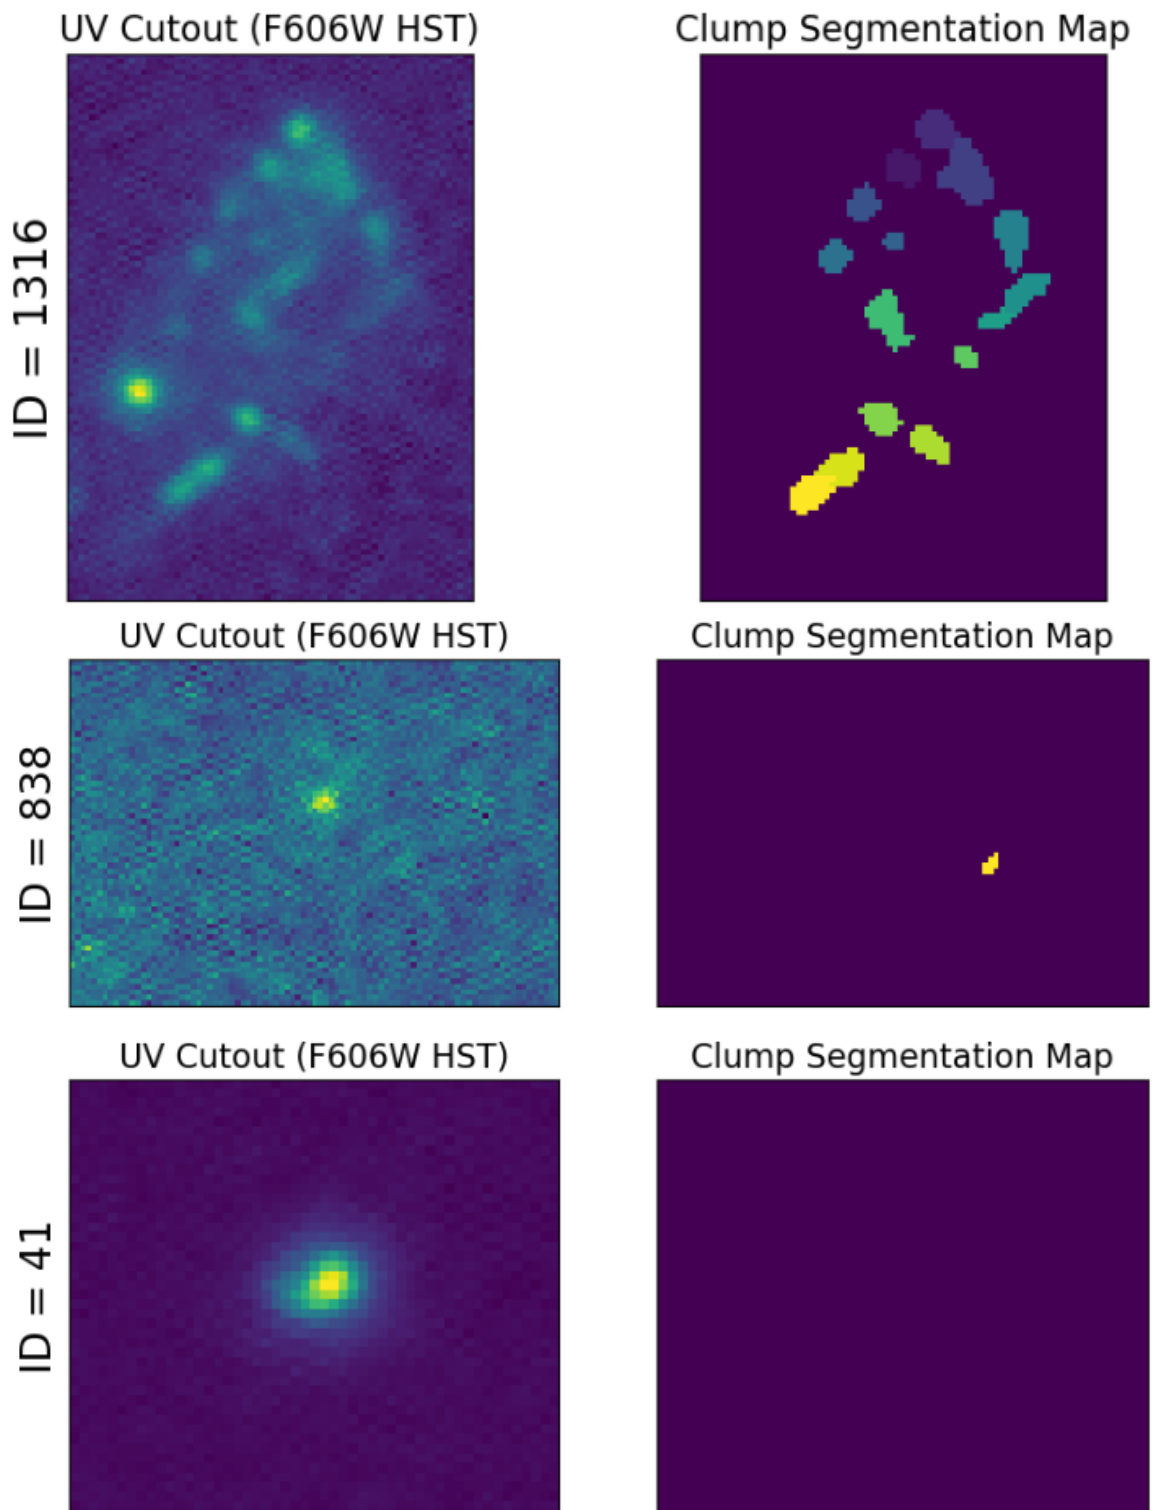 UV Cutout (F606W HST)
Clump Segmentation Map
ID = 1316
UV Cutout (F606W HST)
Clump Segmentation Map
ID = 838
UV Cutout (F606W HST)
Clump Segmentation Map
ID = 41